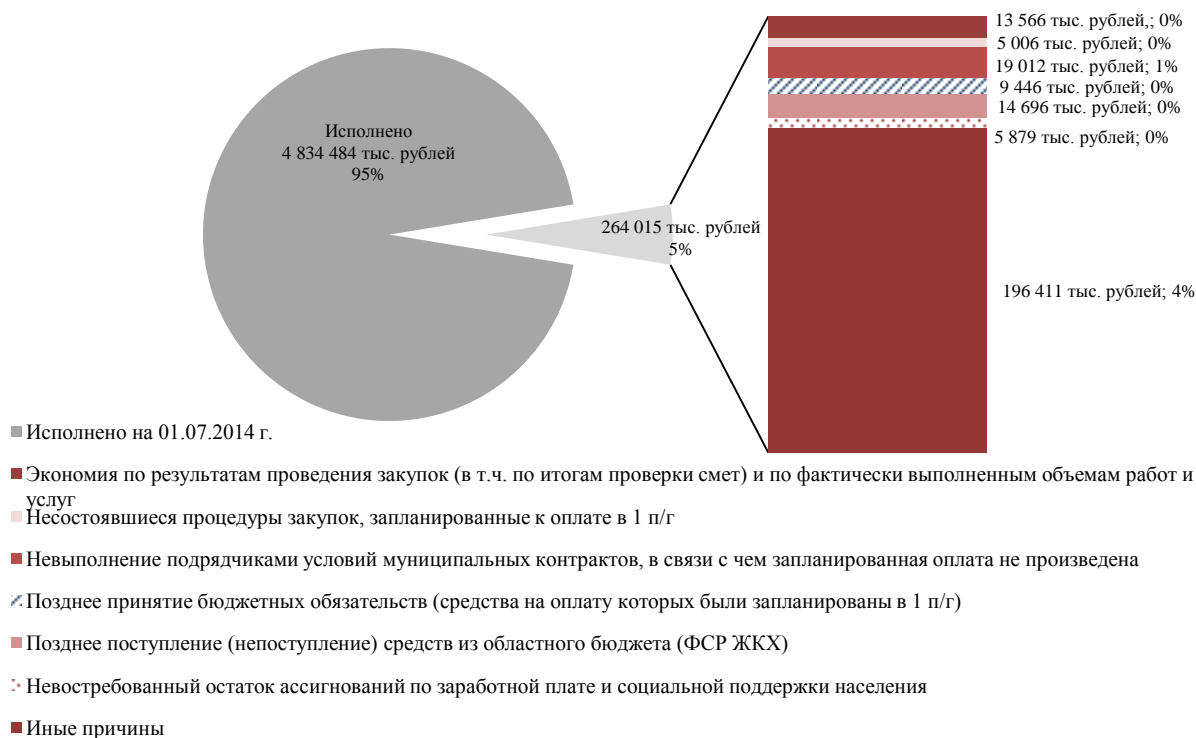 13 566 тыс. рублей,; 0%
5 006 тыс. рублей; 0%
19 012 тыс. рублей; 1%
9 446 тыс. рублей; 0%
14 696 тыс. рублей; 0%
5 879 тыс. рублей; 0%
Исполнено
4 834 484 тыс. рублей
95%
264 015 тыс. рублей
5%
196 411 тыс. рублей; 4%
Исполнено на 01.07.2014 г.
Экономия по результатам проведения закупок (в т.ч. по итогам проверки смет) и по фактически выполненным объемам работ и
услуг
Несостоявшиеся процедуры закупок, запланированные к оплате в 1 п/г
Невыполнение подрядчиками условий муниципальных контрактов, в связи с чем запланированная оплата не произведена
Позднее принятие бюджетных обязательств (средства на оплату которых были запланированы в 1 п/г)
Позднее поступление (непоступление) средств из областного бюджета (ФСР ЖКХ)
Невостребованный остаток ассигнований по заработной плате и социальной поддержки населения
Иные причины